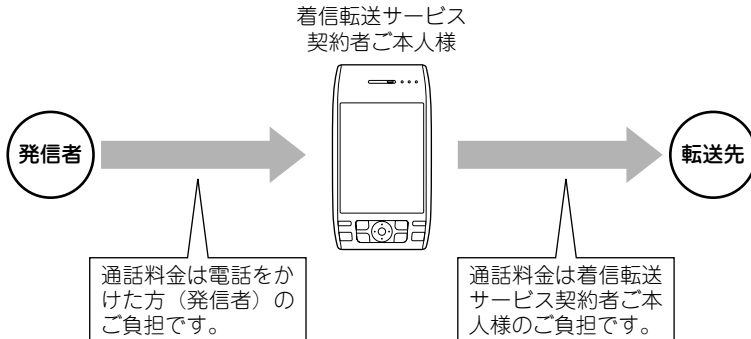 着信転送サービス
契約者ご本人様
発信者
転送先
通話料金は電話をか
けた方（発信者）の
ご負担です。
通話料金は着信転送
サービス契約者ご本
人様のご負担です。